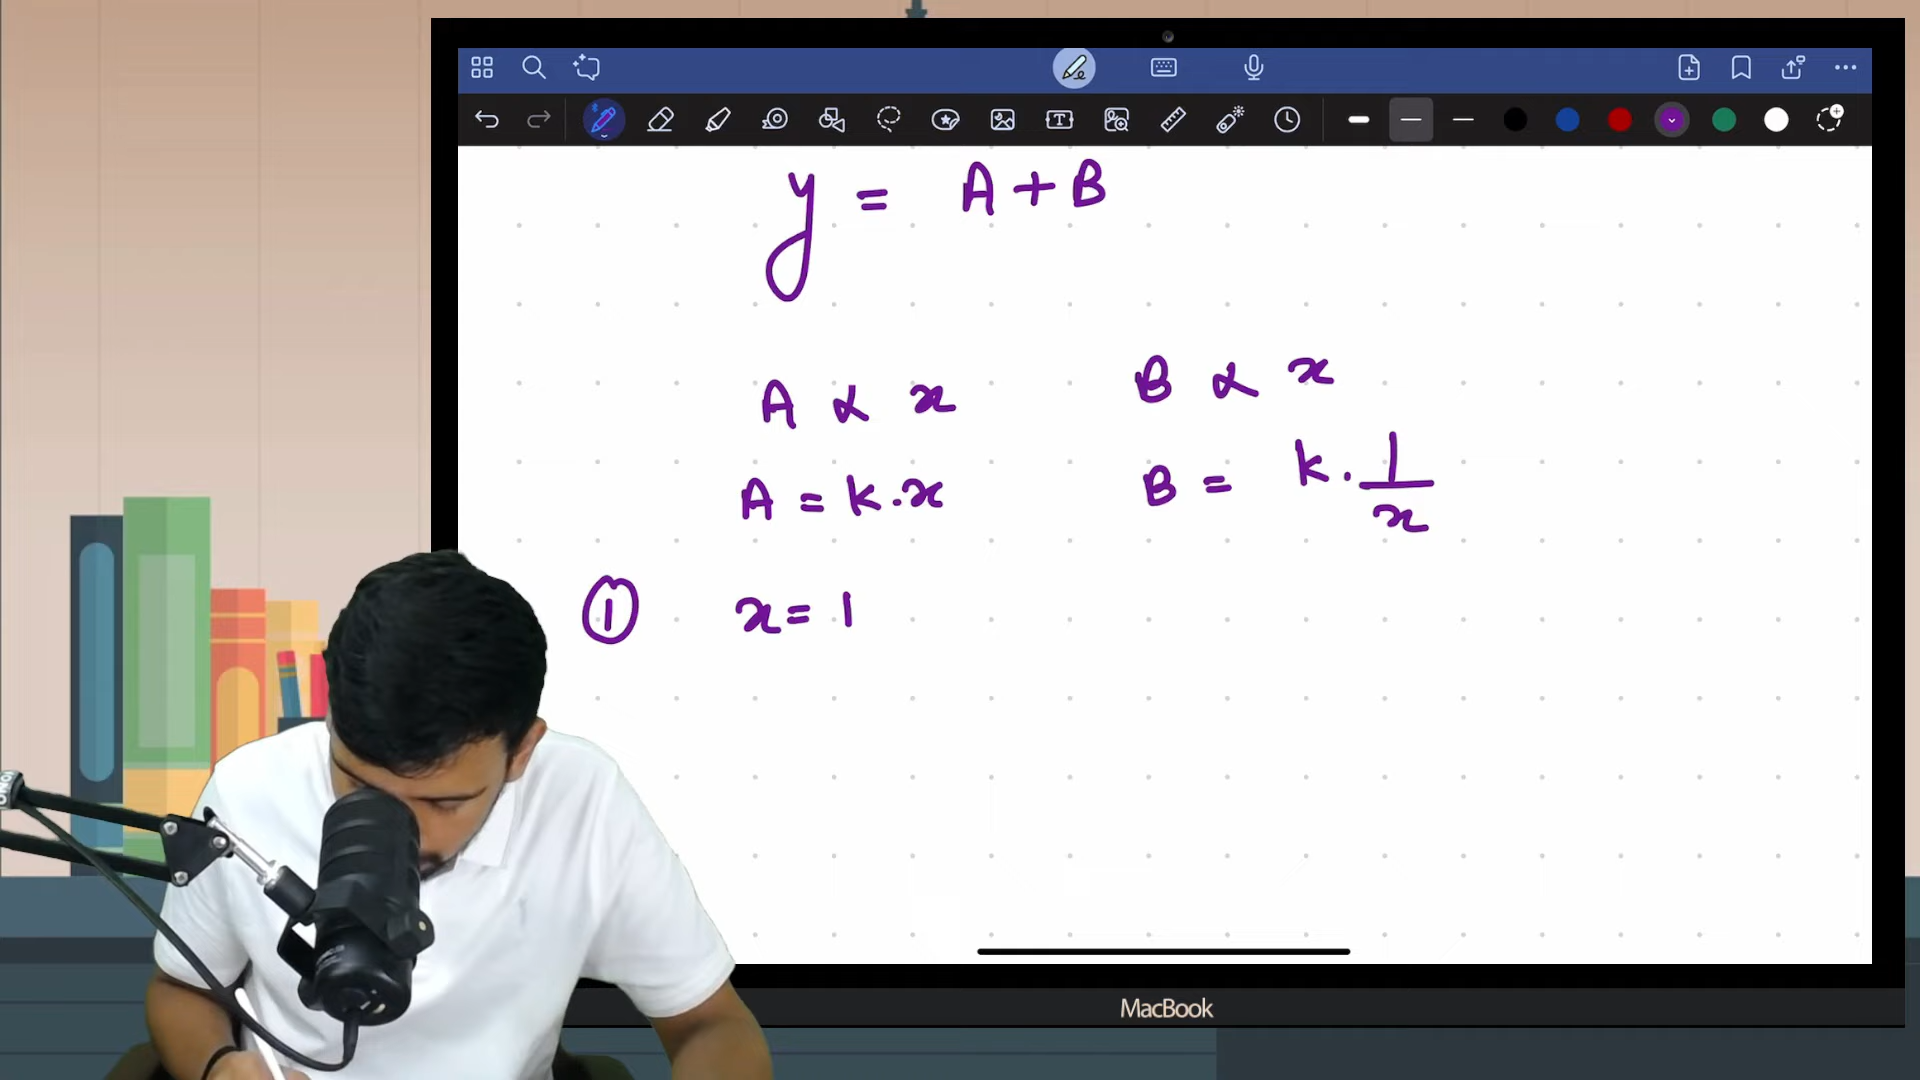 y = A + B
A ∝ x
B ∝ x
A = k.x
B = k. 1/x
① x = 1
MacBook